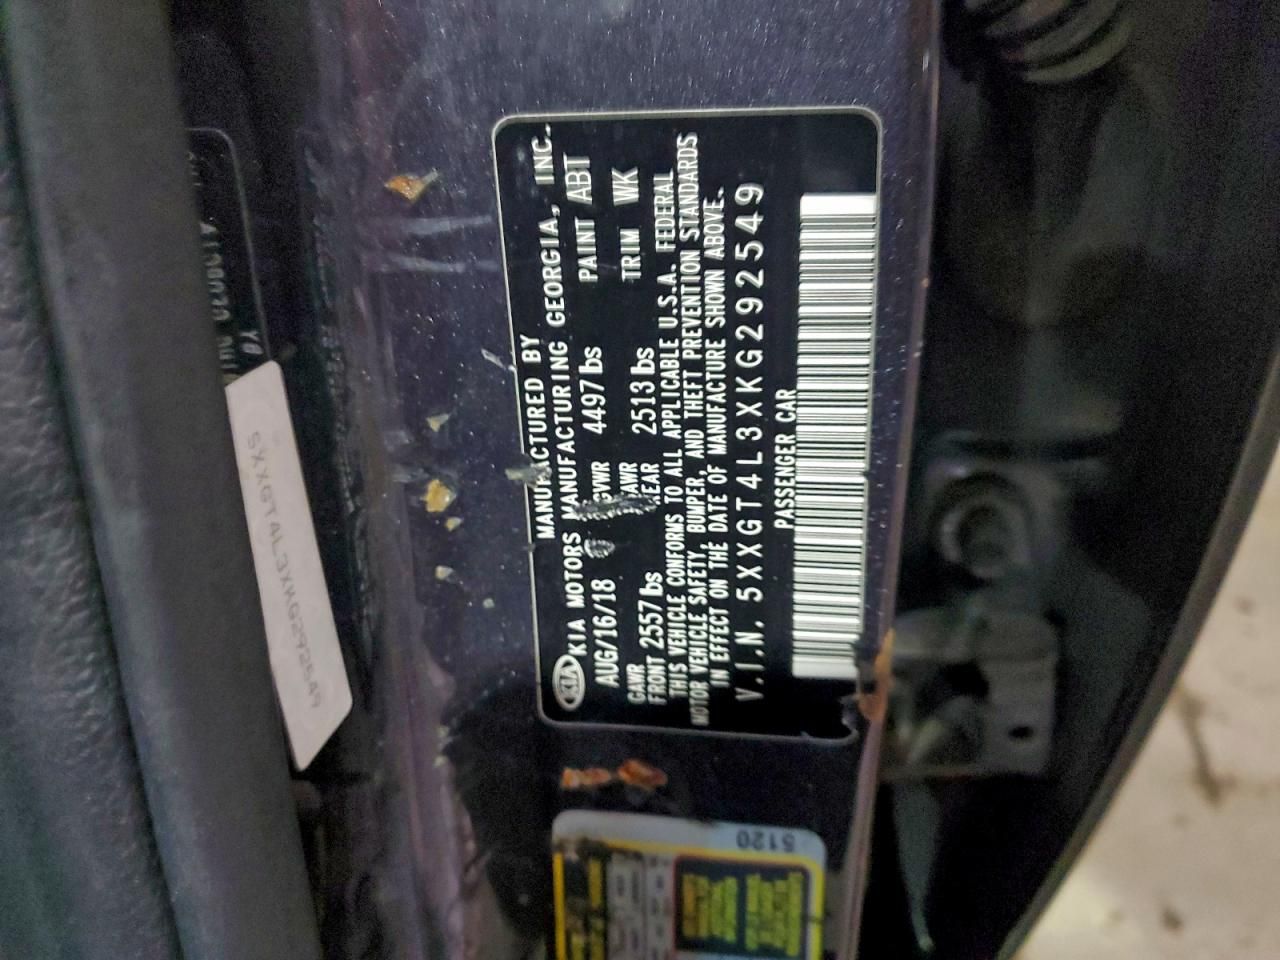 MANUFACTURED BY
KIA KIA MOTORS MANUFACTURING GEORGIA, INC.
AUG/16/18 GVWR 4497 lbs PAINT ABT
GAWR FRONT 2557 lbs REAR 2513 lbs TRIM WK
THIS VEHICLE CONFORMS TO ALL APPLICABLE U.S.A. FEDERAL
MOTOR VEHICLE SAFETY, BUMPER, AND THEFT PREVENTION STANDARDS
IN EFFECT ON THE DATE OF MANUFACTURE SHOWN ABOVE.
V.I.N. 5XXGT4L3XKG292549
PASSENGER CAR
5XXGT4L3XKG292549
5120